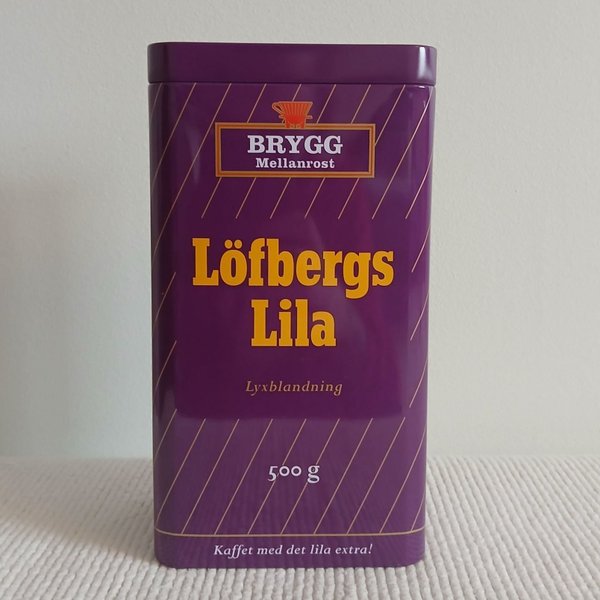 BRYGG
Mellanrost
Löfbergs
Lila
Lyxblandning
500 g
Kaffet med det lila extra!